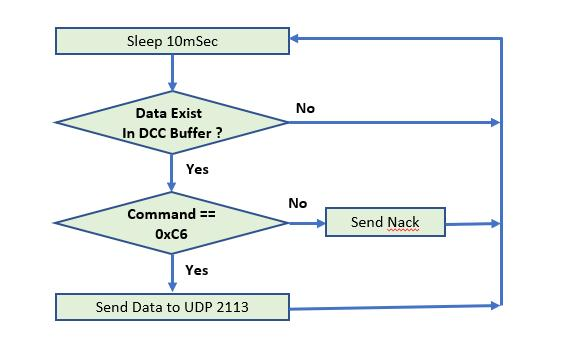 Sleep 10mSec
Data Exist
In DCC Buffer ?
No
Yes
Command ==
0xC6
No
Send Nack
Yes
Send Data to UDP 2113